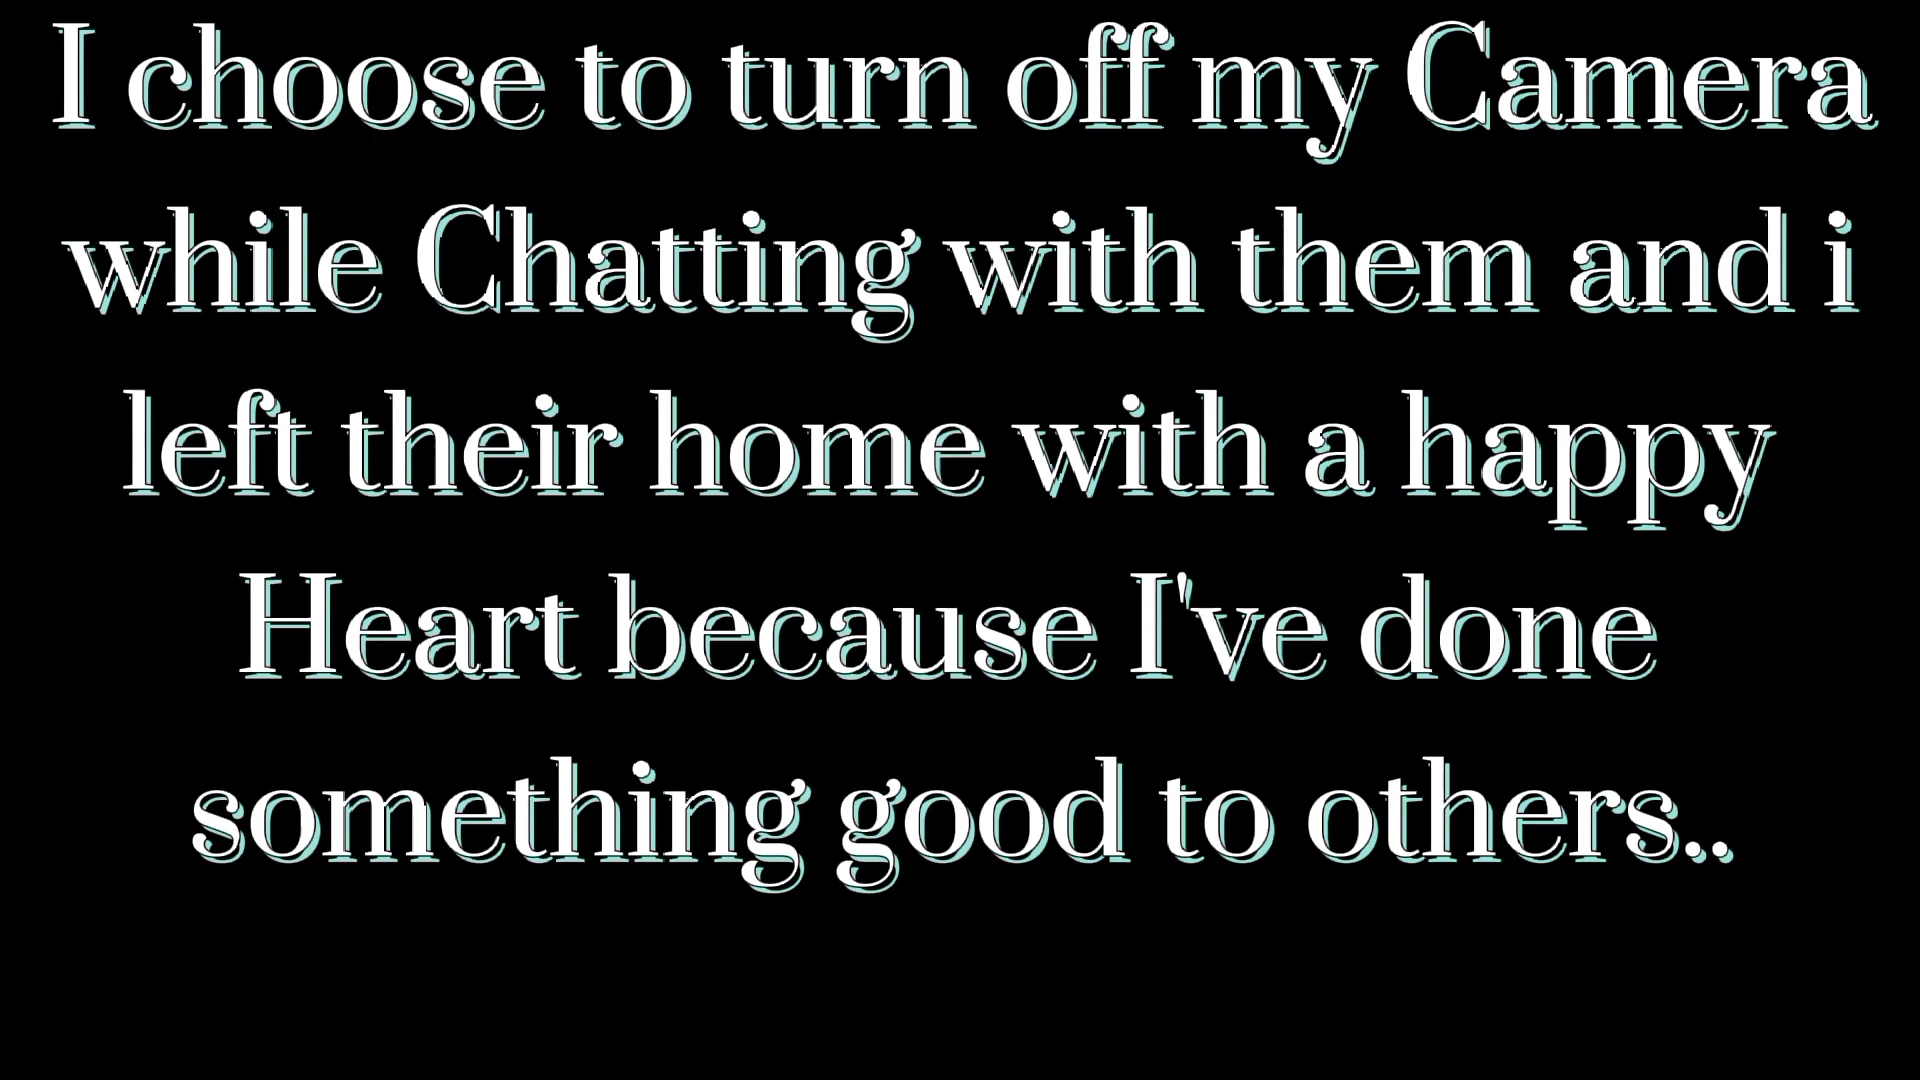 I choose to turn off my Camera
while Chatting with them and i
left their home with a happy
Heart because I've done
something good to others..